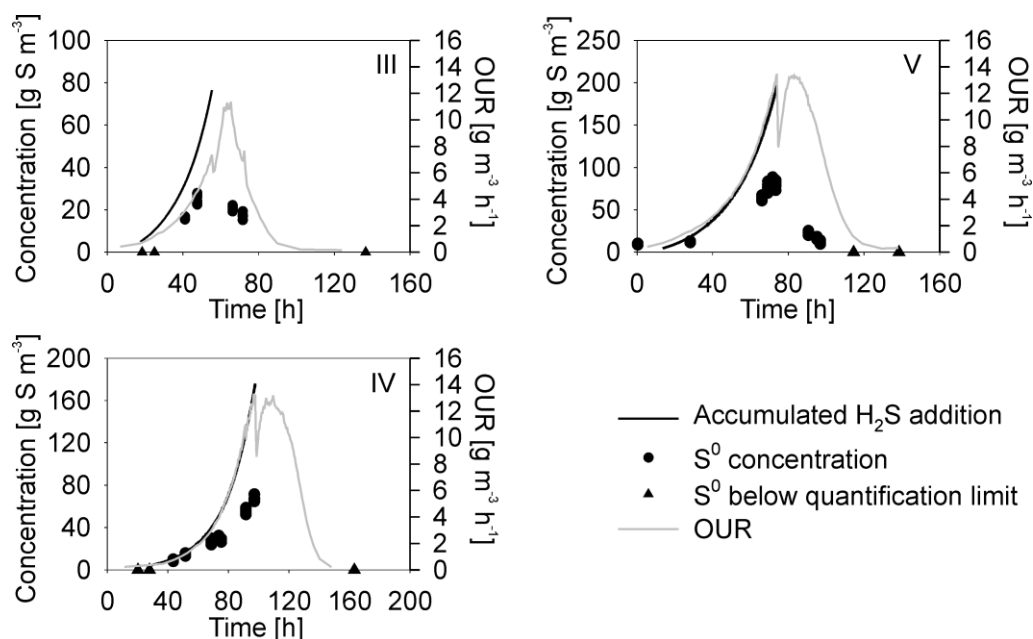 III
Concentration [g S m⁻³]
100
80
60
40
20
0
16
14
12
10
8
6
4
2
0
OUR [g m⁻³ h⁻¹]
0 40 80 120 160
Time [h]
V
Concentration [g S m⁻³]
250
200
150
100
50
0
16
14
12
10
8
6
4
2
0
OUR [g m⁻³ h⁻¹]
0 40 80 120 160
Time [h]
IV
Concentration [g S m⁻³]
200
160
120
80
40
0
16
14
12
10
8
6
4
2
0
OUR [g m⁻³ h⁻¹]
0 40 80 120 160 200
Time [h]
Accumulated H₂S addition
S⁰ concentration
S⁰ below quantification limit
OUR